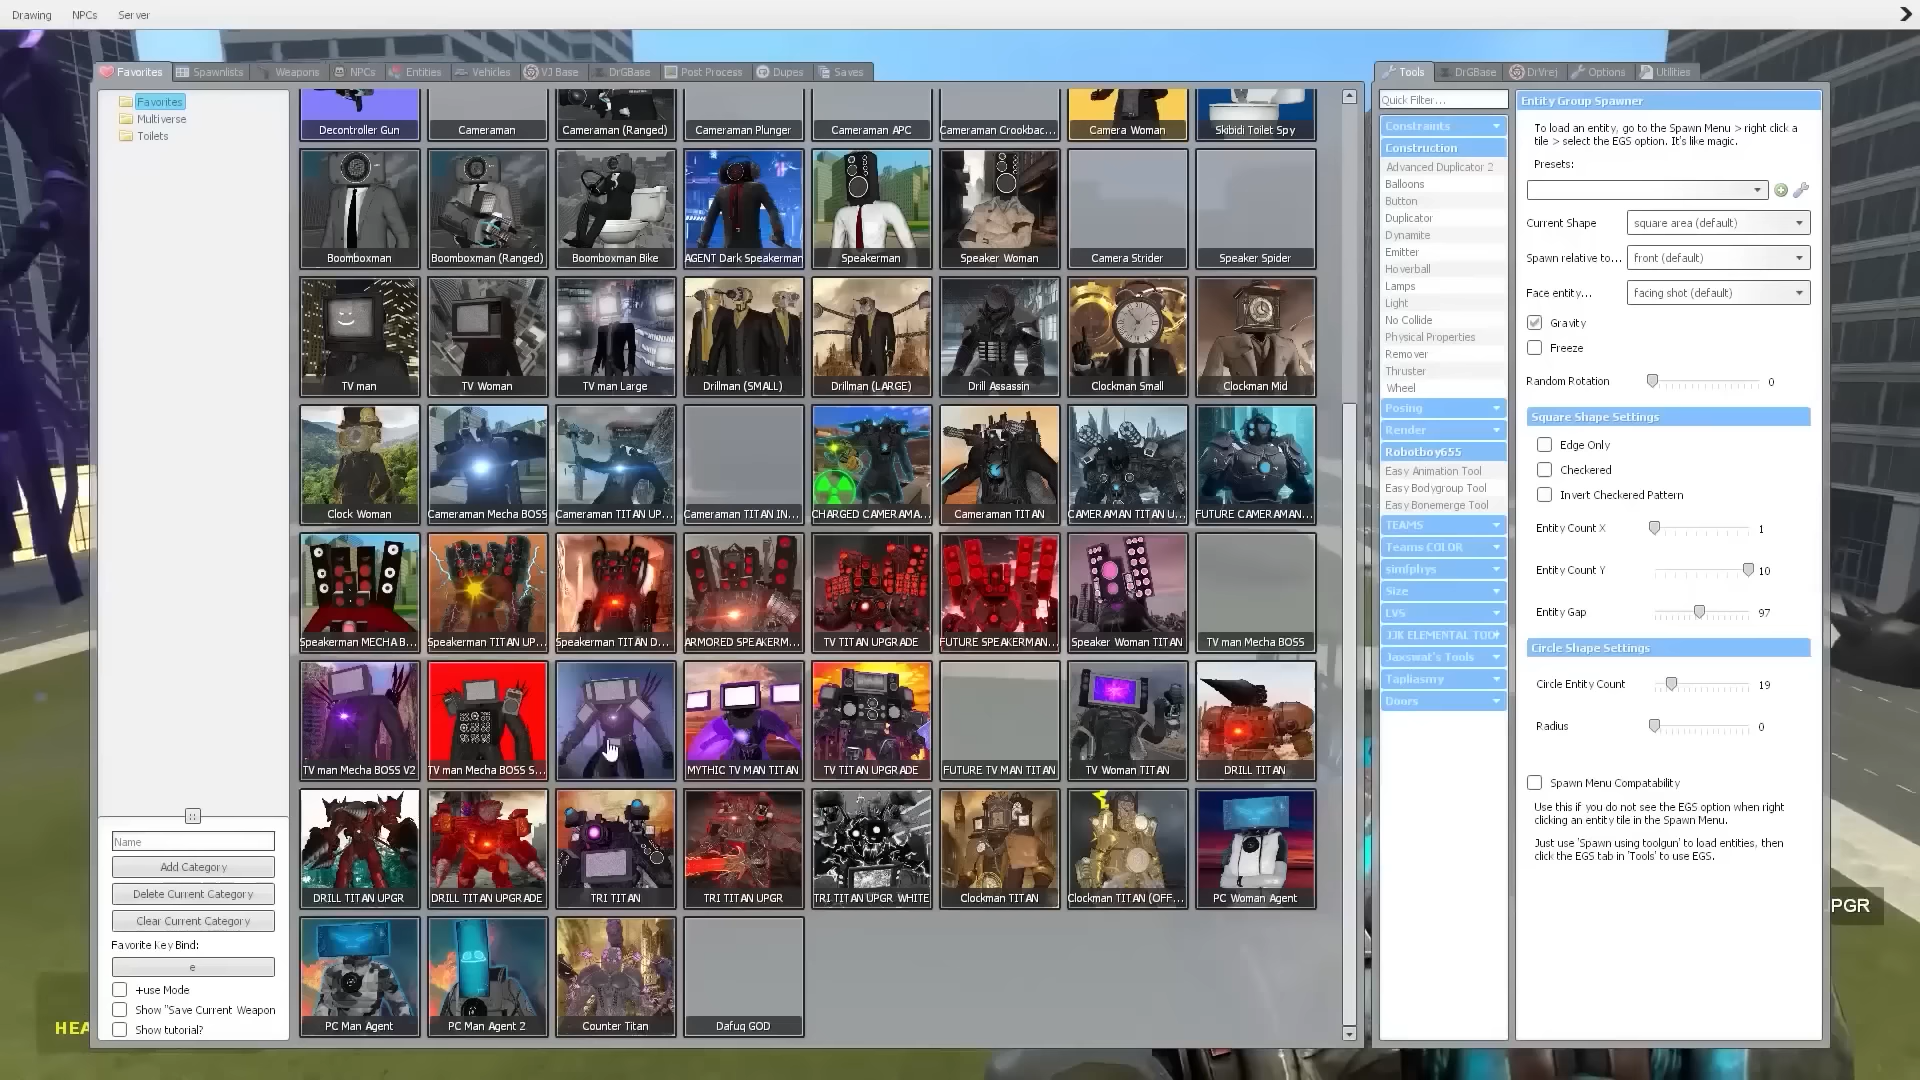 Drawing NPCs Server
Favorites Spawnlists Weapons NPCs Entities Vehicles VJ Base DrGBase Post Process Dupes Saves
Favorites
Multiverse
Toilets
Name
Add Category
Delete Current Category
Clear Current Category
Favorite Key Bind:
e
+use Mode
Show "Save Current Weapon
Show tutorial?
HEA
Decontroller Gun
Cameraman
Cameraman (Ranged)
Cameraman Plunger
Cameraman APC
Cameraman Crookbac...
Camera Woman
Skibidi Toilet Spy
Boomboxman
Boomboxman (Ranged)
Boomboxman Bike
AGENT Dark Speakerman
Speakerman
Speaker Woman
Camera Strider
Speaker Spider
TV man
TV Woman
TV man Large
Drillman (SMALL)
Drillman (LARGE)
Drill Assassin
Clockman Small
Clockman Mid
Clock Woman
Cameraman Mecha BOSS
Cameraman TITAN UP...
Cameraman TITAN IN...
CHARGED CAMERAMA...
Cameraman TITAN
CAMERAMAN TITAN U...
FUTURE CAMERAMAN...
Speakerman MECHA B...
Speakerman TITAN UP...
Speakerman TITAN D...
ARMORED SPEAKERM...
TV TITAN UPGRADE
FUTURE SPEAKERMAN...
Speaker Woman TITAN
TV man Mecha BOSS
TV man Mecha BOSS V2
TV man Mecha BOSS S...
MYTHIC TV MAN TITAN
TV TITAN UPGRADE
FUTURE TV MAN TITAN
TV Woman TITAN
DRILL TITAN
DRILL TITAN UPGR
DRILL TITAN UPGRADE
TRI TITAN
TRI TITAN UPGR
TRI TITAN UPGR WHITE
Clockman TITAN
Clockman TITAN (OFF...
PC Woman Agent
PC Man Agent
PC Man Agent 2
Counter Titan
Dafuq GOD
Tools DrGBase DrVrej Options Utilities
Quick Filter...
Constraints
Construction
Advanced Duplicator 2
Balloons
Button
Duplicator
Dynamite
Emitter
Hoverball
Lamps
Light
No Collide
Physical Properties
Remover
Thruster
Wheel
Posing
Render
Robotboy655
Easy Animation Tool
Easy Bodygroup Tool
Easy Bonemerge Tool
TEAMS
Teams COLOR
simfphys
Size
LVS
JJK ELEMENTAL TOO
Jaxswat's Tools
Tapliasmy
Doors
Entity Group Spawner
To load an entity, go to the Spawn Menu > right click a
tile > select the EGS option. It's like magic.
Presets:
Current Shape square area (default)
Spawn relative to... front (default)
Face entity... facing shot (default)
Gravity
Freeze
Random Rotation 0
Square Shape Settings
Edge Only
Checkered
Invert Checkered Pattern
Entity Count X 1
Entity Count Y 10
Entity Gap 97
Circle Shape Settings
Circle Entity Count 19
Radius 0
Spawn Menu Compatability
Use this if you do not see the EGS option when right
clicking an entity tile in the Spawn Menu.
Just use 'Spawn using toolgun' to load entities, then
click the EGS tab in 'Tools' to use EGS.
PGR